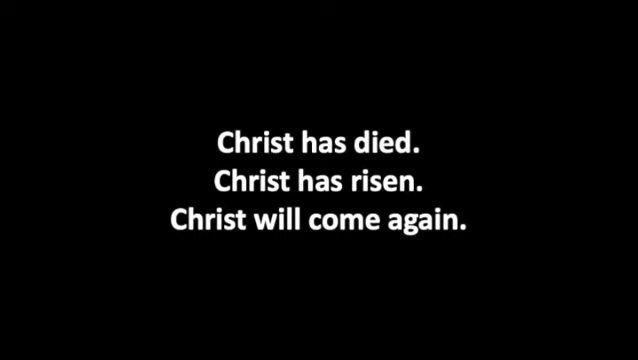 Christ has died.
Christ has risen.
Christ will come again.